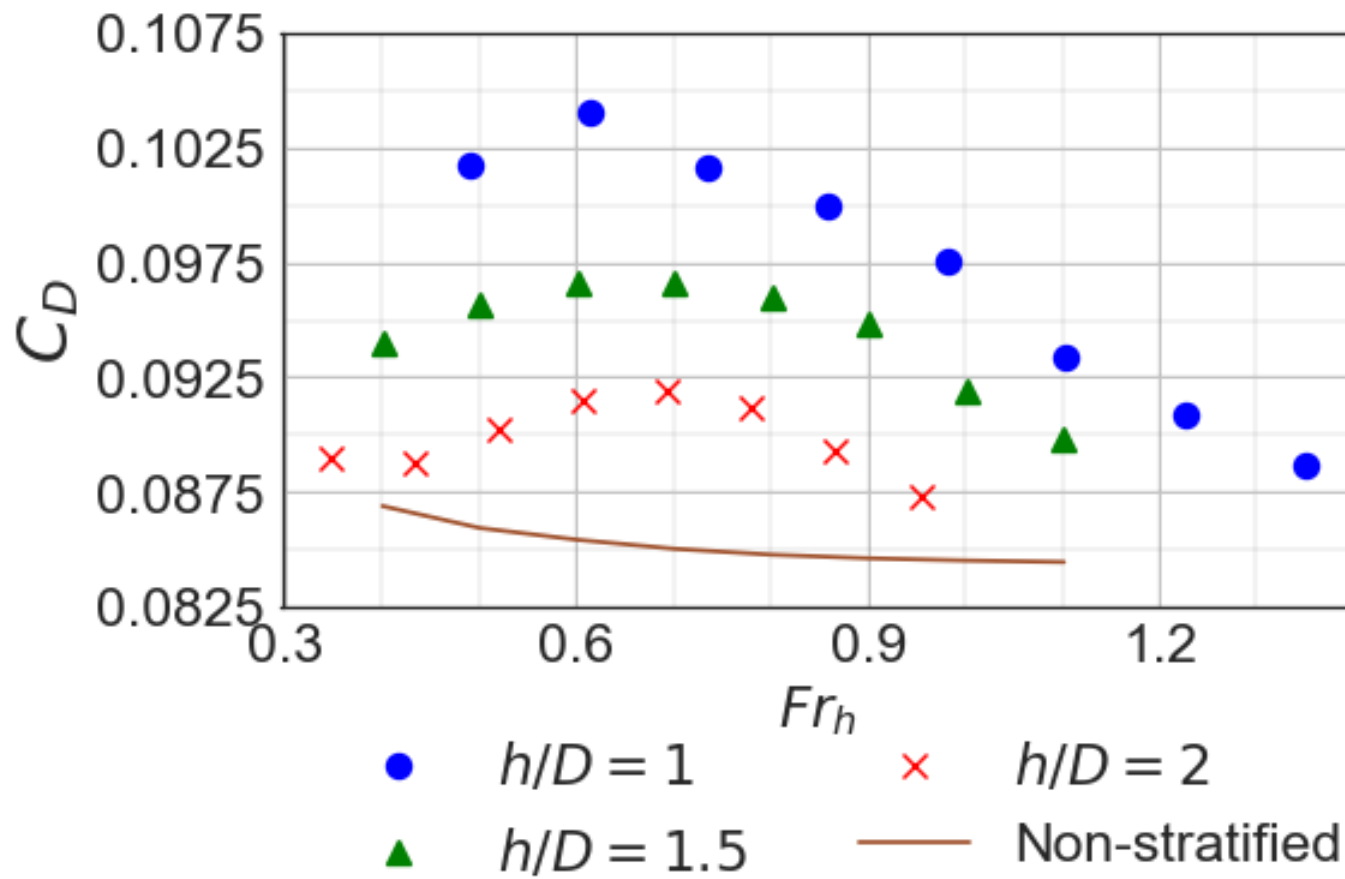 0.1075
0.1025
0.0975
0.0925
0.0875
0.0825
C_D
0.3 0.6 0.9 1.2
Fr_h
h/D = 1 h/D = 2
h/D = 1.5 Non-stratified